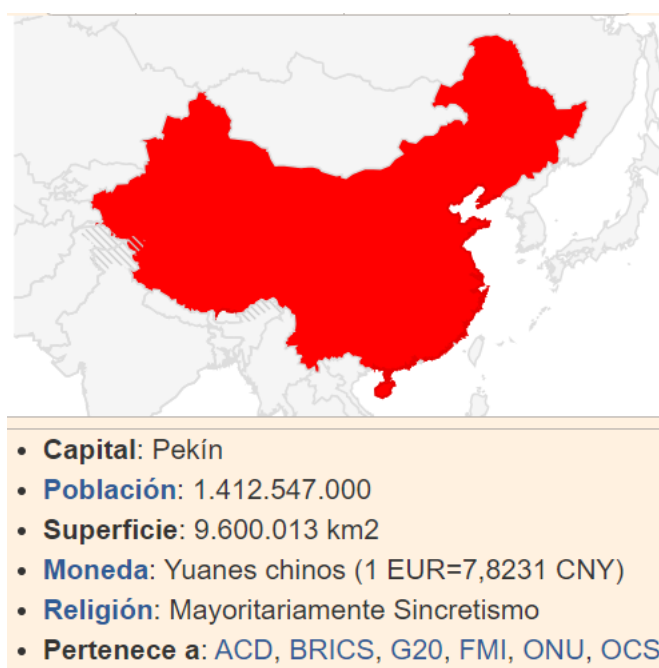 Capital: Pekín
Población: 1.412.547.000
Superficie: 9.600.013 km2
Moneda: Yuanes chinos (1 EUR=7,8231 CNY)
Religión: Mayoritariamente Sincretismo
Pertenece a: ACD, BRICS, G20, FMI, ONU, OCS